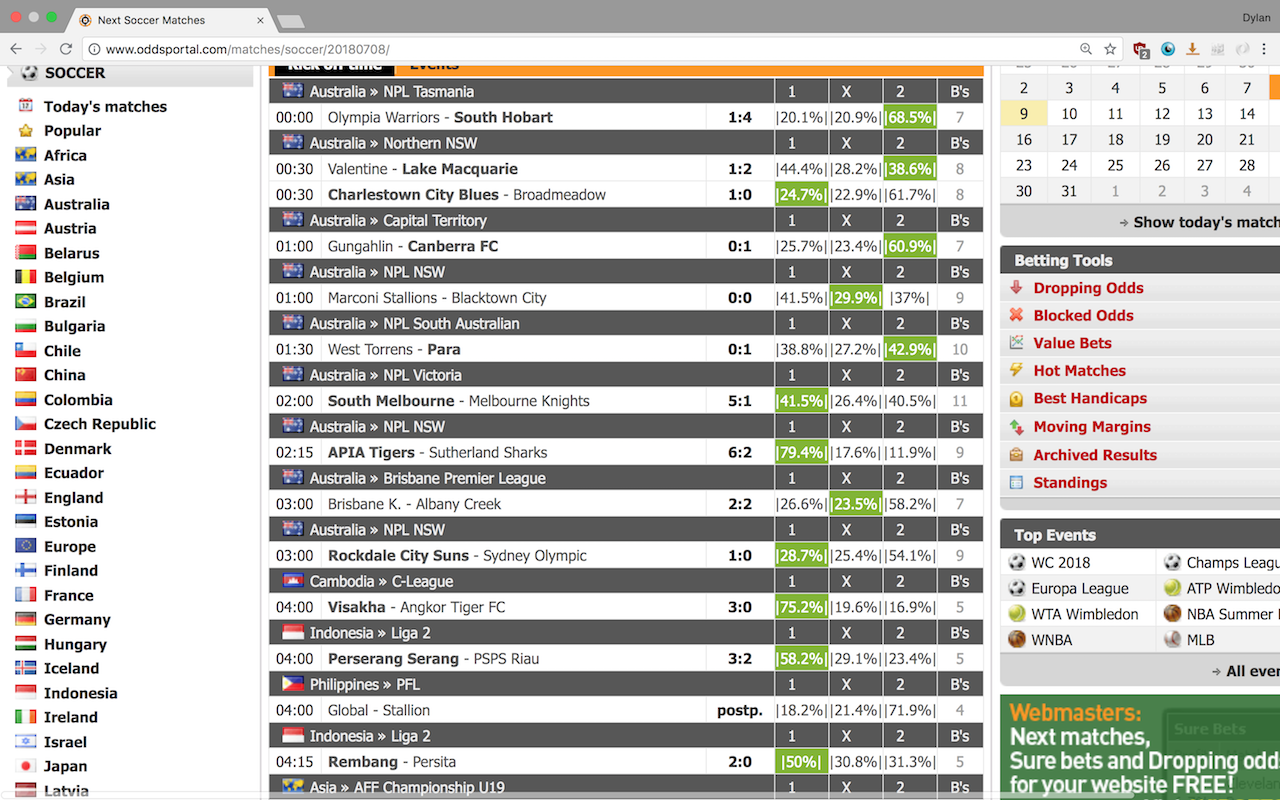 Next Soccer Matches
Dylan
www.oddsportal.com/matches/soccer/20180708/
2
SOCCER
Today's matches
Popular
Africa
Asia
Australia
Austria
Belarus
Belgium
Brazil
Bulgaria
Chile
China
Colombia
Czech Republic
Denmark
Ecuador
England
Estonia
Europe
Finland
France
Germany
Hungary
Iceland
Indonesia
Ireland
Israel
Japan
Latvia
Kick off time Events
Australia » NPL Tasmania 1 X 2 B's
00:00 Olympia Warriors - South Hobart 1:4 |20.1%| |20.9%| |68.5%| 7
Australia » Northern NSW 1 X 2 B's
00:30 Valentine - Lake Macquarie 1:2 |44.4%| |28.2%| |38.6%| 8
00:30 Charlestown City Blues - Broadmeadow 1:0 |24.7%| |22.9%| |61.7%| 8
Australia » Capital Territory 1 X 2 B's
01:00 Gungahlin - Canberra FC 0:1 |25.7%| |23.4%| |60.9%| 7
Australia » NPL NSW 1 X 2 B's
01:00 Marconi Stallions - Blacktown City 0:0 |41.5%| |29.9%| |37%| 9
Australia » NPL South Australian 1 X 2 B's
01:30 West Torrens - Para 0:1 |38.8%| |27.2%| |42.9%| 10
Australia » NPL Victoria 1 X 2 B's
02:00 South Melbourne - Melbourne Knights 5:1 |41.5%| |26.4%| |40.5%| 11
Australia » NPL NSW 1 X 2 B's
02:15 APIA Tigers - Sutherland Sharks 6:2 |79.4%| |17.6%| |11.9%| 9
Australia » Brisbane Premier League 1 X 2 B's
03:00 Brisbane K. - Albany Creek 2:2 |26.6%| |23.5%| |58.2%| 7
Australia » NPL NSW 1 X 2 B's
03:00 Rockdale City Suns - Sydney Olympic 1:0 |28.7%| |25.4%| |54.1%| 9
Cambodia » C-League 1 X 2 B's
04:00 Visakha - Angkor Tiger FC 3:0 |75.2%| |19.6%| |16.9%| 5
Indonesia » Liga 2 1 X 2 B's
04:00 Perserang Serang - PSPS Riau 3:2 |58.2%| |29.1%| |23.4%| 5
Philippines » PFL 1 X 2 B's
04:00 Global - Stallion postp. |18.2%| |21.4%| |71.9%| 4
Indonesia » Liga 2 1 X 2 B's
04:15 Rembang - Persita 2:0 |50%| |30.8%| |31.3%| 5
Asia » AFF Championship U19 1 X 2 B's
2 3 4 5 6 7
9 10 11 12 13 14
16 17 18 19 20 21
23 24 25 26 27 28
30 31 1 2 3 4
Show today's match
Betting Tools
Dropping Odds
Blocked Odds
Value Bets
Hot Matches
Best Handicaps
Moving Margins
Archived Results
Standings
Top Events
WC 2018 Champs Leagu
Europa League ATP Wimbledo
WTA Wimbledon NBA Summer
WNBA MLB
All ever
Webmasters:
Next matches,
Sure bets and Dropping odds
for your website FREE!
Sure Bets